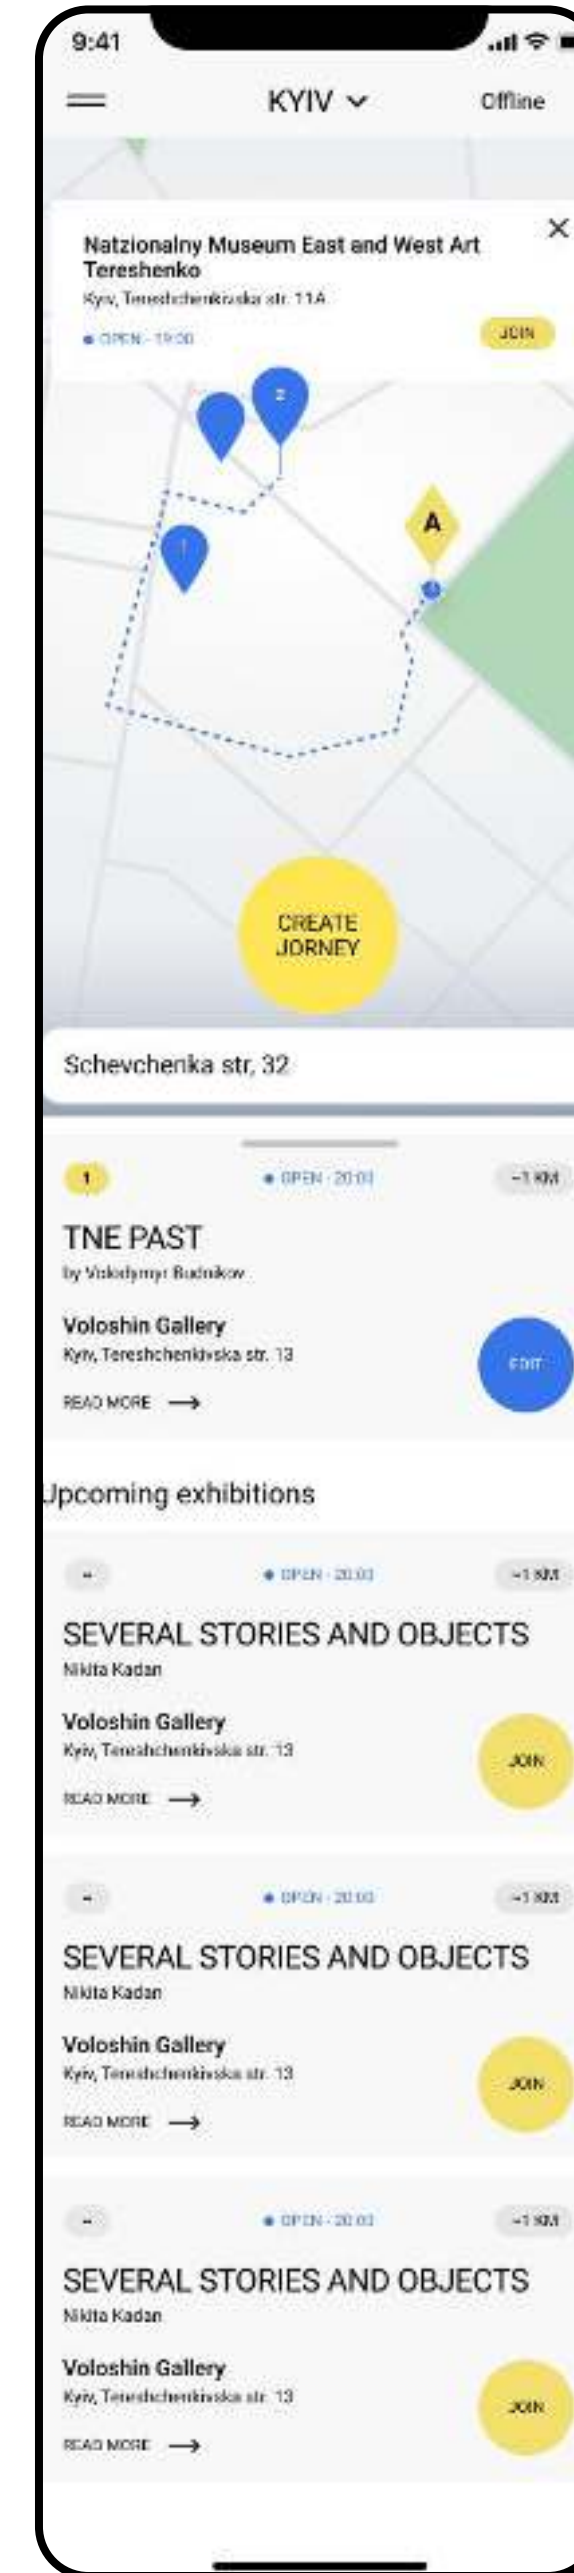 9:41
KYIV
Offline
Natzionalny Museum East and West Art
Tereshenko
Kyiv, Tereshchenkivska str. 11A
OPEN - 19:00
JOIN
2
1
A
CREATE
JORNEY
Schevchenka str, 32
1
OPEN - 20:00
~1 KM
TNE PAST
by Volodymyr Budnikov
Voloshin Gallery
Kyiv, Tereshchenkivska str. 13
EDIT
READ MORE
Upcoming exhibitions
--
OPEN - 20:00
~1 KM
SEVERAL STORIES AND OBJECTS
Nikita Kadan
Voloshin Gallery
Kyiv, Tereshchenkivska str. 13
JOIN
READ MORE
--
OPEN - 20:00
~1 KM
SEVERAL STORIES AND OBJECTS
Nikita Kadan
Voloshin Gallery
Kyiv, Tereshchenkivska str. 13
JOIN
READ MORE
--
OPEN - 20:00
~1 KM
SEVERAL STORIES AND OBJECTS
Nikita Kadan
Voloshin Gallery
Kyiv, Tereshchenkivska str. 13
JOIN
READ MORE